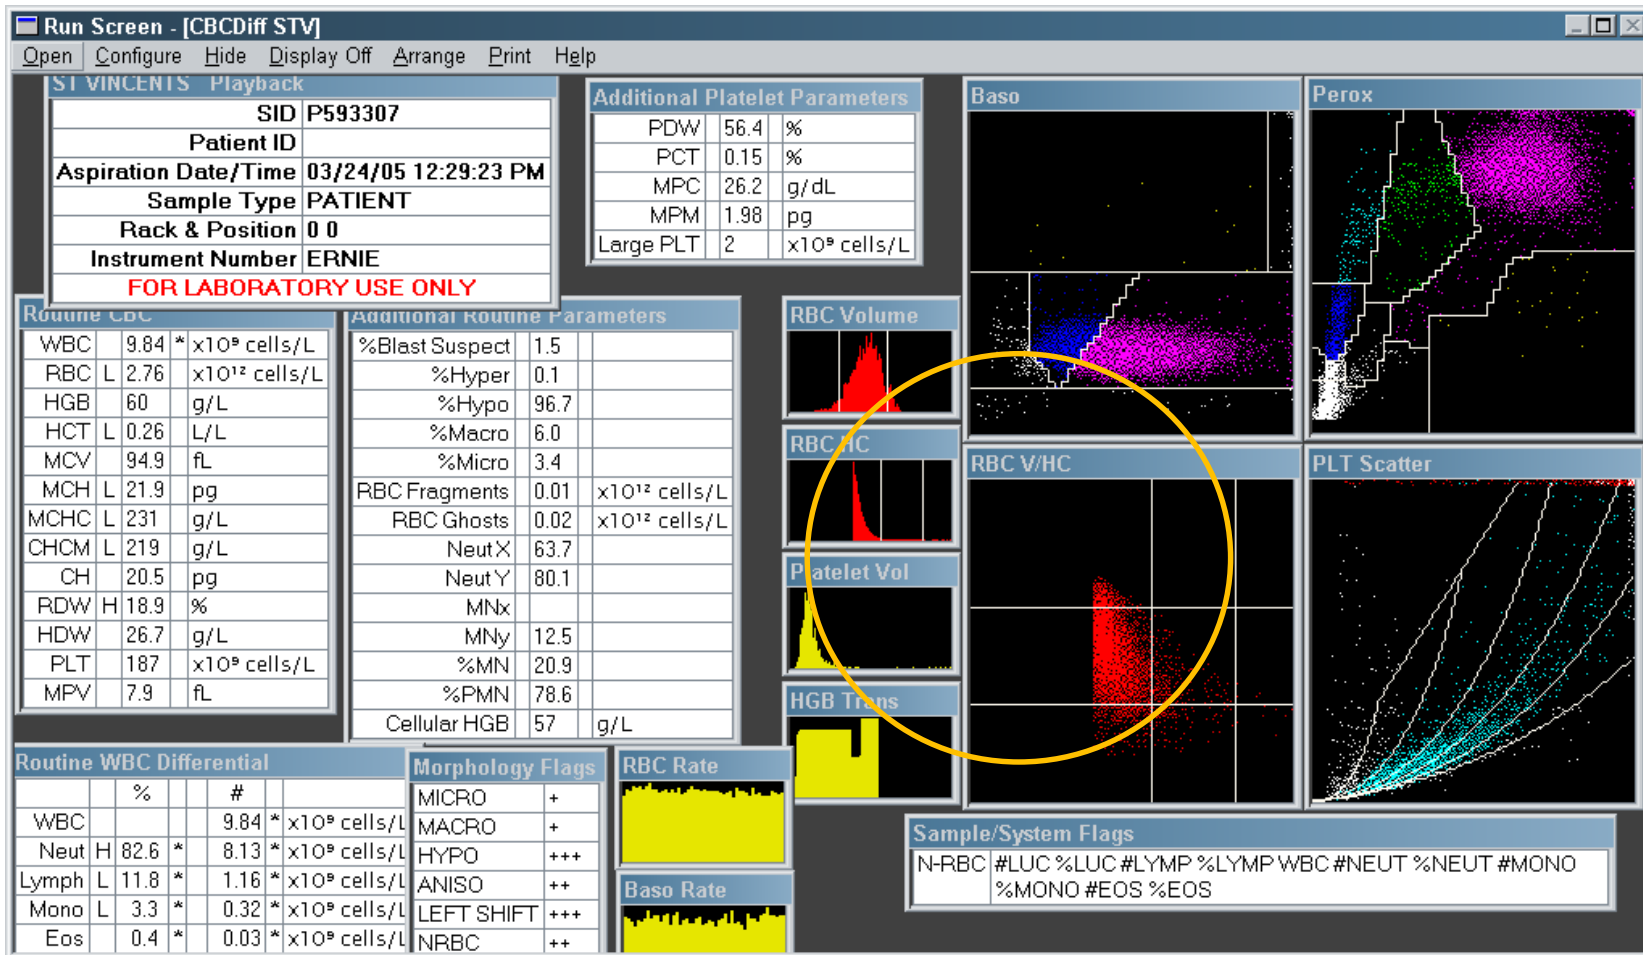 Run Screen - [CBCDiff STV]
Open Configure Hide Display Off Arrange Print Help
ST VINCENTS Playback
SID P593307
Patient ID
Aspiration Date/Time 03/24/05 12:29:23 PM
Sample Type PATIENT
Rack & Position 0 0
Instrument Number ERNIE
FOR LABORATORY USE ONLY
Additional Platelet Parameters
PDW 56.4 %
PCT 0.15 %
MPC 26.2 g/dL
MPM 1.98 pg
Large PLT 2 x10⁹ cells/L
Baso
Perox
Routine CBC
WBC 9.84 * x10⁹ cells/L
RBC L 2.76 x10¹² cells/L
HGB 60 g/L
HCT L 0.26 L/L
MCV 94.9 fL
MCH L 21.9 pg
MCHC L 231 g/L
CHCM L 219 g/L
CH 20.5 pg
RDW H 18.9 %
HDW 26.7 g/L
PLT 187 x10⁹ cells/L
MPV 7.9 fL
Additional Routine Parameters
%Blast Suspect 1.5
%Hyper 0.1
%Hypo 96.7
%Macro 6.0
%Micro 3.4
RBC Fragments 0.01 x10¹² cells/L
RBC Ghosts 0.02 x10¹² cells/L
Neut X 63.7
Neut Y 80.1
MNx
MNy 12.5
%MN 20.9
%PMN 78.6
Cellular HGB 57 g/L
RBC Volume
RBC HC
Platelet Vol
HGB Trans
RBC V/HC
PLT Scatter
Routine WBC Differential
% #
WBC 9.84 * x10⁹ cells/L
Neut H 82.6 * 8.13 * x10⁹ cells/L
Lymph L 11.8 * 1.16 * x10⁹ cells/L
Mono L 3.3 * 0.32 * x10⁹ cells/L
Eos 0.4 * 0.03 * x10⁹ cells/L
Morphology Flags
MICRO +
MACRO +
HYPO +++
ANISO ++
LEFT SHIFT +++
NRBC ++
RBC Rate
Baso Rate
Sample/System Flags
N-RBC #LUC %LUC #LYMP %LYMP WBC #NEUT %NEUT #MONO
%MONO #EOS %EOS